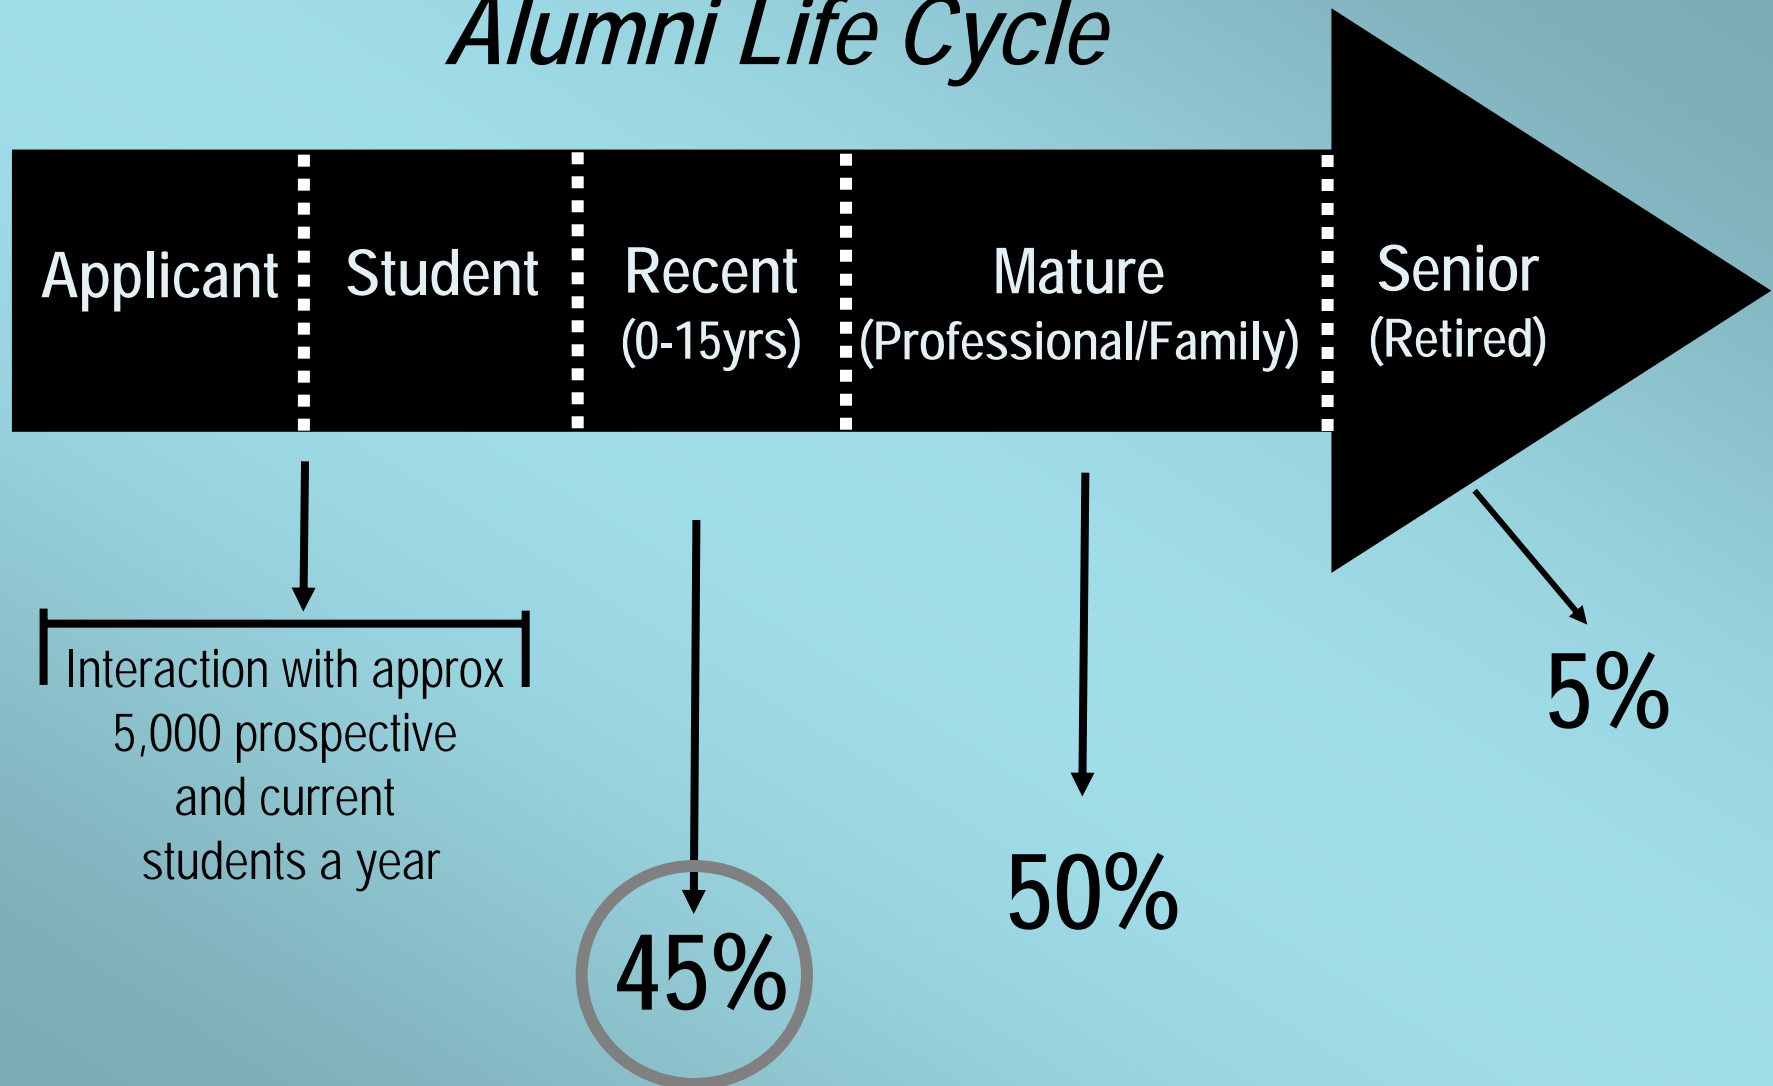 Alumni Life Cycle
Applicant
Student
Recent
(0-15yrs)
Mature
(Professional/Family)
Senior
(Retired)
Interaction with approx
5,000 prospective
and current
students a year
45%
50%
5%